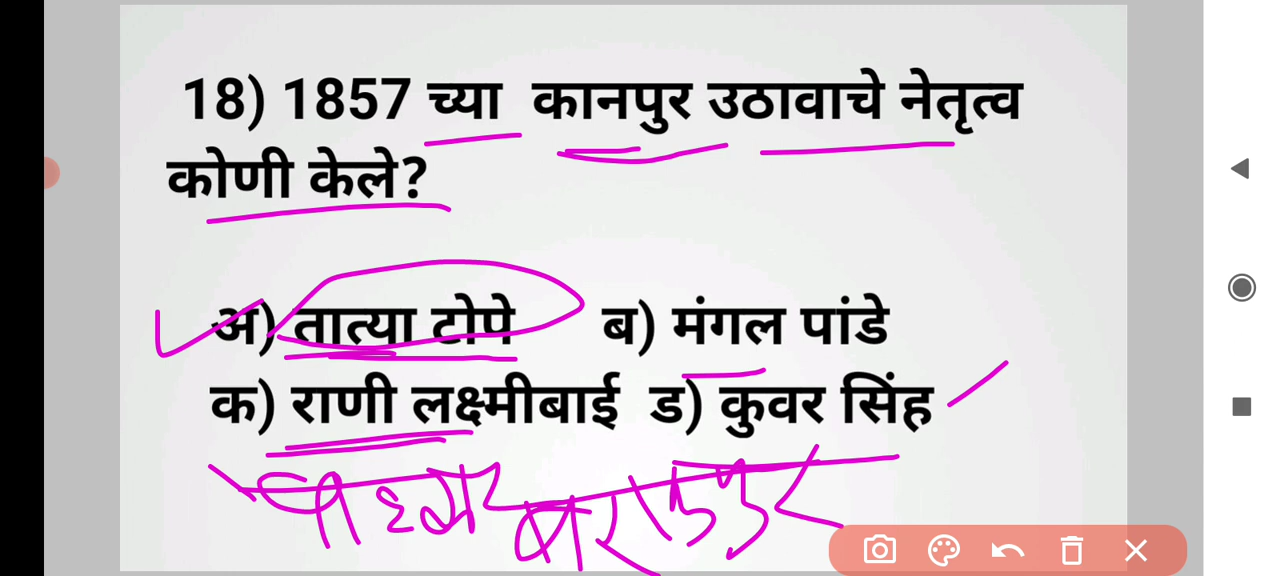 18) 1857 च्या कानपुर उठावाचे नेतृत्व
कोणी केले?
अ) तात्या टोपे ब) मंगल पांडे
क) राणी लक्ष्मीबाई ड) कुवर सिंह